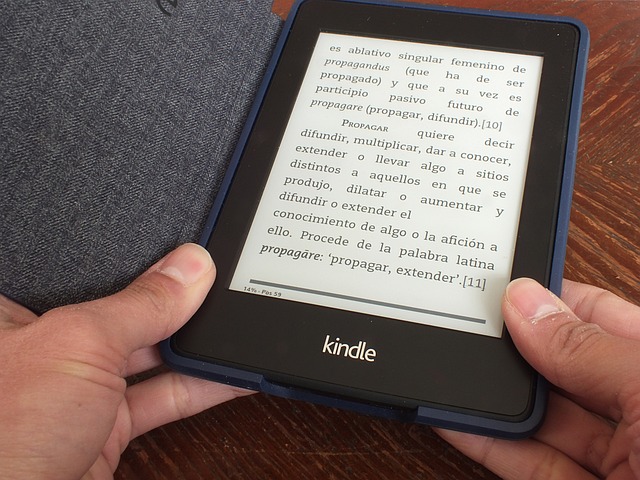 es ablativo singular femenino de
propagandus (que ha de ser
propagado) y que a su vez es
participio pasivo futuro de
propagare (propagar, difundir).[10]
PROPAGAR quiere decir
difundir, multiplicar, dar a conocer,
extender o llevar algo a sitios
distintos a aquellos en que se
produjo, dilatar o aumentar y
difundir o extender el
conocimiento de algo o la afición a
ello. Procede de la palabra latina
propagāre: ‘propagar, extender’.[11]
14% - Pos 59
kindle